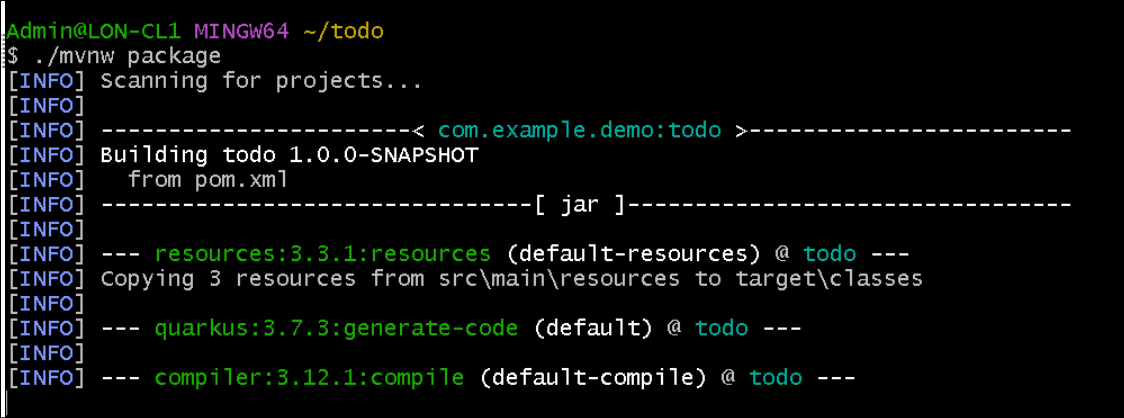 Admin@LON-CL1 MINGW64 ~/todo
$ ./mvnw package
[INFO] Scanning for projects...
[INFO]
[INFO] -----------------------< com.example.demo:todo >------------------------
[INFO] Building todo 1.0.0-SNAPSHOT
[INFO]   from pom.xml
[INFO] --------------------------------[ jar ]---------------------------------
[INFO]
[INFO] --- resources:3.3.1:resources (default-resources) @ todo ---
[INFO] Copying 3 resources from src\main\resources to target\classes
[INFO]
[INFO] --- quarkus:3.7.3:generate-code (default) @ todo ---
[INFO]
[INFO] --- compiler:3.12.1:compile (default-compile) @ todo ---